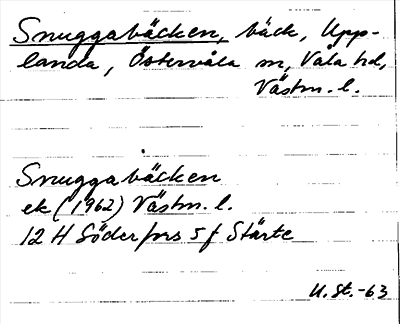 Snuggabäcken, bäck, Upp-
landa, Östervåla sn, Våla hd,
Västm. l.
Snuggabäcken
ek (1962) Västm. l.
12 H Söderfors 5 f Stärte
U. St. -63